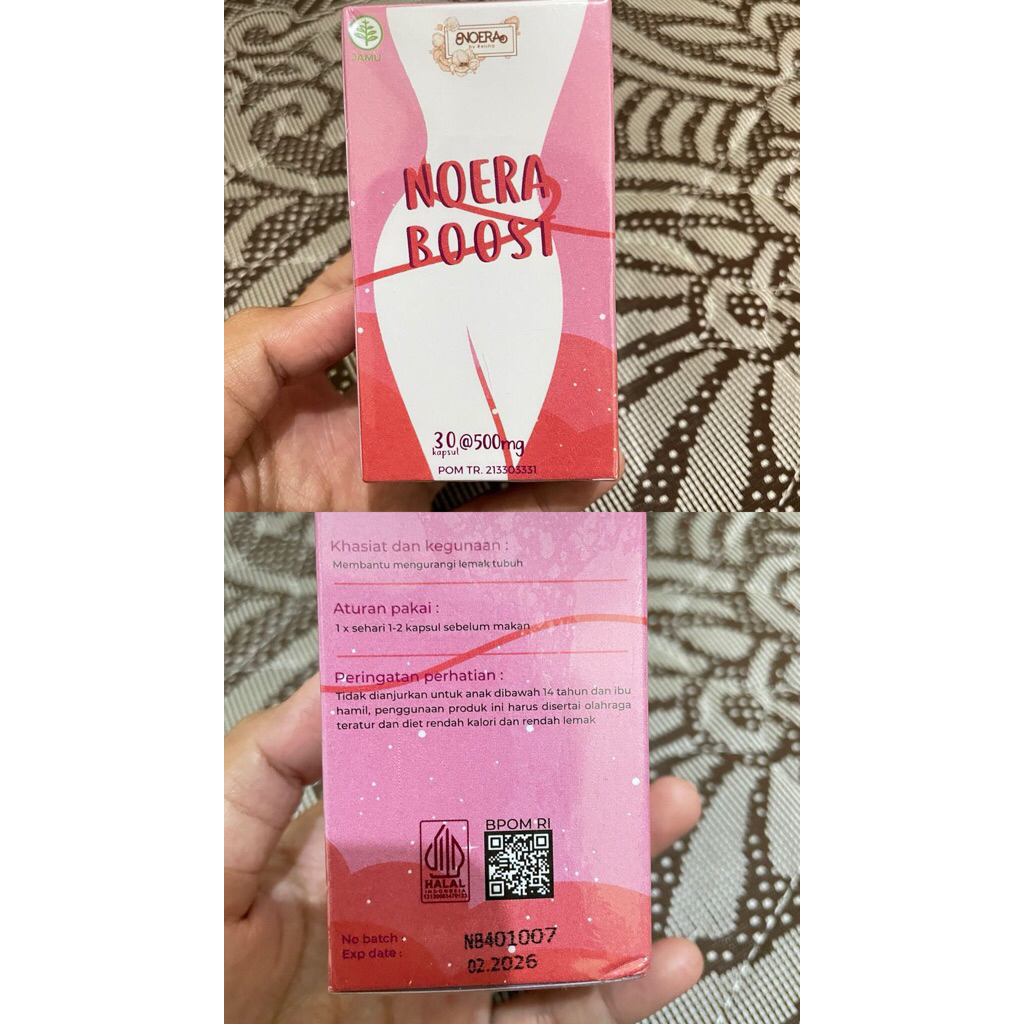 JAMU
NOERA
by Reisha
NOERA
BOOST
30 @500mg
kapsul
POM TR. 213303331
Khasiat dan kegunaan :
Membantu mengurangi lemak tubuh
Aturan pakai :
1 x sehari 1-2 kapsul sebelum makan
Peringatan perhatian :
Tidak dianjurkan untuk anak dibawah 14 tahun dan ibu
hamil, penggunaan produk ini harus disertai olahraga
teratur dan diet rendah kalori dan rendah lemak
BPOM RI
HALAL
INDONESIA
No batch : NB401007
Exp date : 02.2026